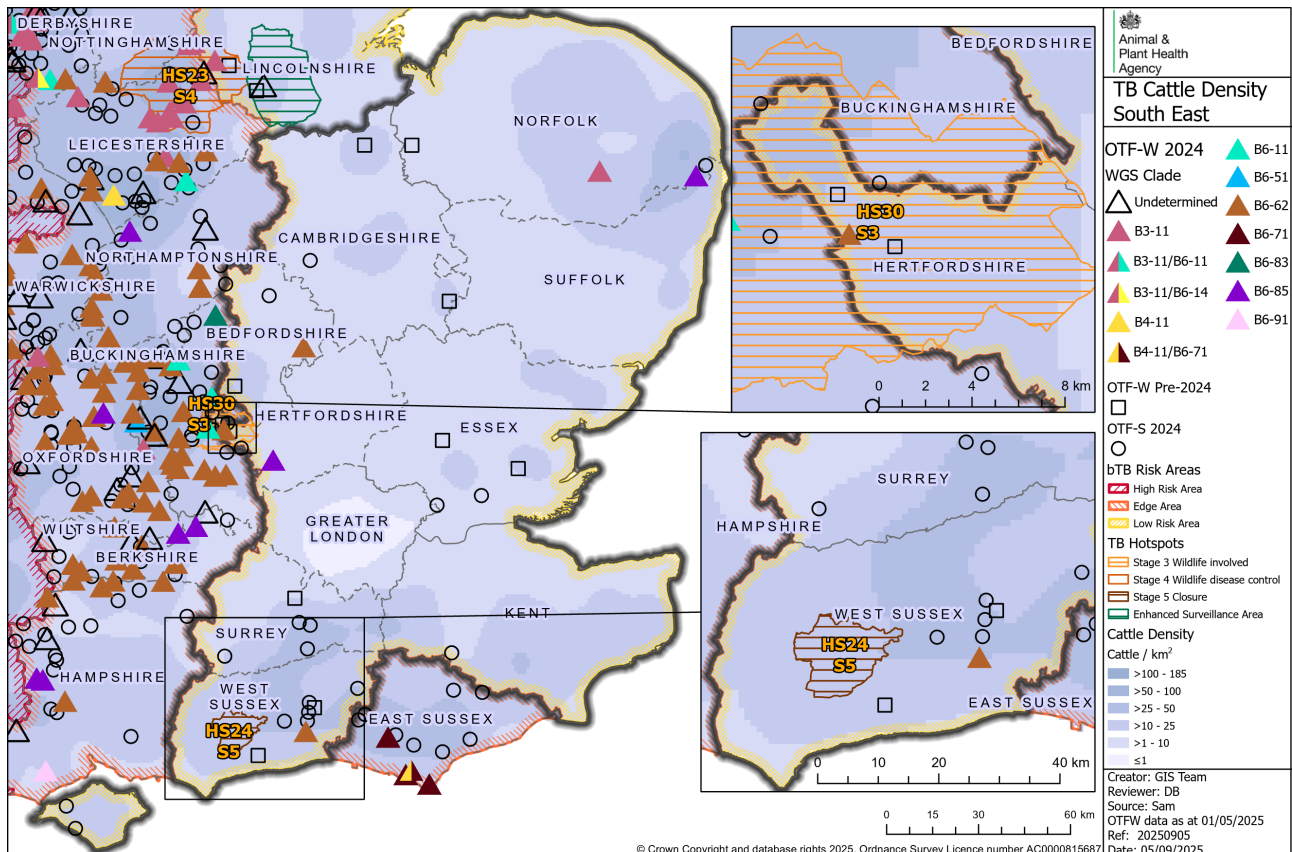 DERBYSHIRE
NOTTINGHAMSHIRE
LINCOLNSHIRE
HS23
S4
NORFOLK
LEICESTERSHIRE
CAMBRIDGESHIRE
NORTHAMPTONSHIRE
SUFFOLK
WARWICKSHIRE
BEDFORDSHIRE
BUCKINGHAMSHIRE
HS30
S3
HERTFORDSHIRE
ESSEX
OXFORDSHIRE
GREATER
LONDON
WILTSHIRE
BERKSHIRE
KENT
SURREY
HAMPSHIRE
WEST
SUSSEX
HS24
S5
EAST SUSSEX
BEDFORDSHIRE
BUCKINGHAMSHIRE
HS30
S3
HERTFORDSHIRE
0 2 4 8 km
SURREY
HAMPSHIRE
WEST SUSSEX
HS24
S5
EAST SUSSEX
0 10 20 40 km
0 15 30 60 km
© Crown Copyright and database rights 2025. Ordnance Survey Licence number AC0000815687
Animal &
Plant Health
Agency
TB Cattle Density
South East
OTF-W 2024
WGS Clade
Undetermined
B3-11
B3-11/B6-11
B3-11/B6-14
B4-11
B4-11/B6-71
B6-11
B6-51
B6-62
B6-71
B6-83
B6-85
B6-91
OTF-W Pre-2024
OTF-S 2024
bTB Risk Areas
High Risk Area
Edge Area
Low Risk Area
TB Hotspots
Stage 3 Wildlife involved
Stage 4 Wildlife disease control
Stage 5 Closure
Enhanced Surveillance Area
Cattle Density
Cattle / km²
>100 - 185
>50 - 100
>25 - 50
>10 - 25
>1 - 10
≤1
Creator: GIS Team
Reviewer: DB
Source: Sam
OTFW data as at 01/05/2025
Ref: 20250905
Date: 05/09/2025